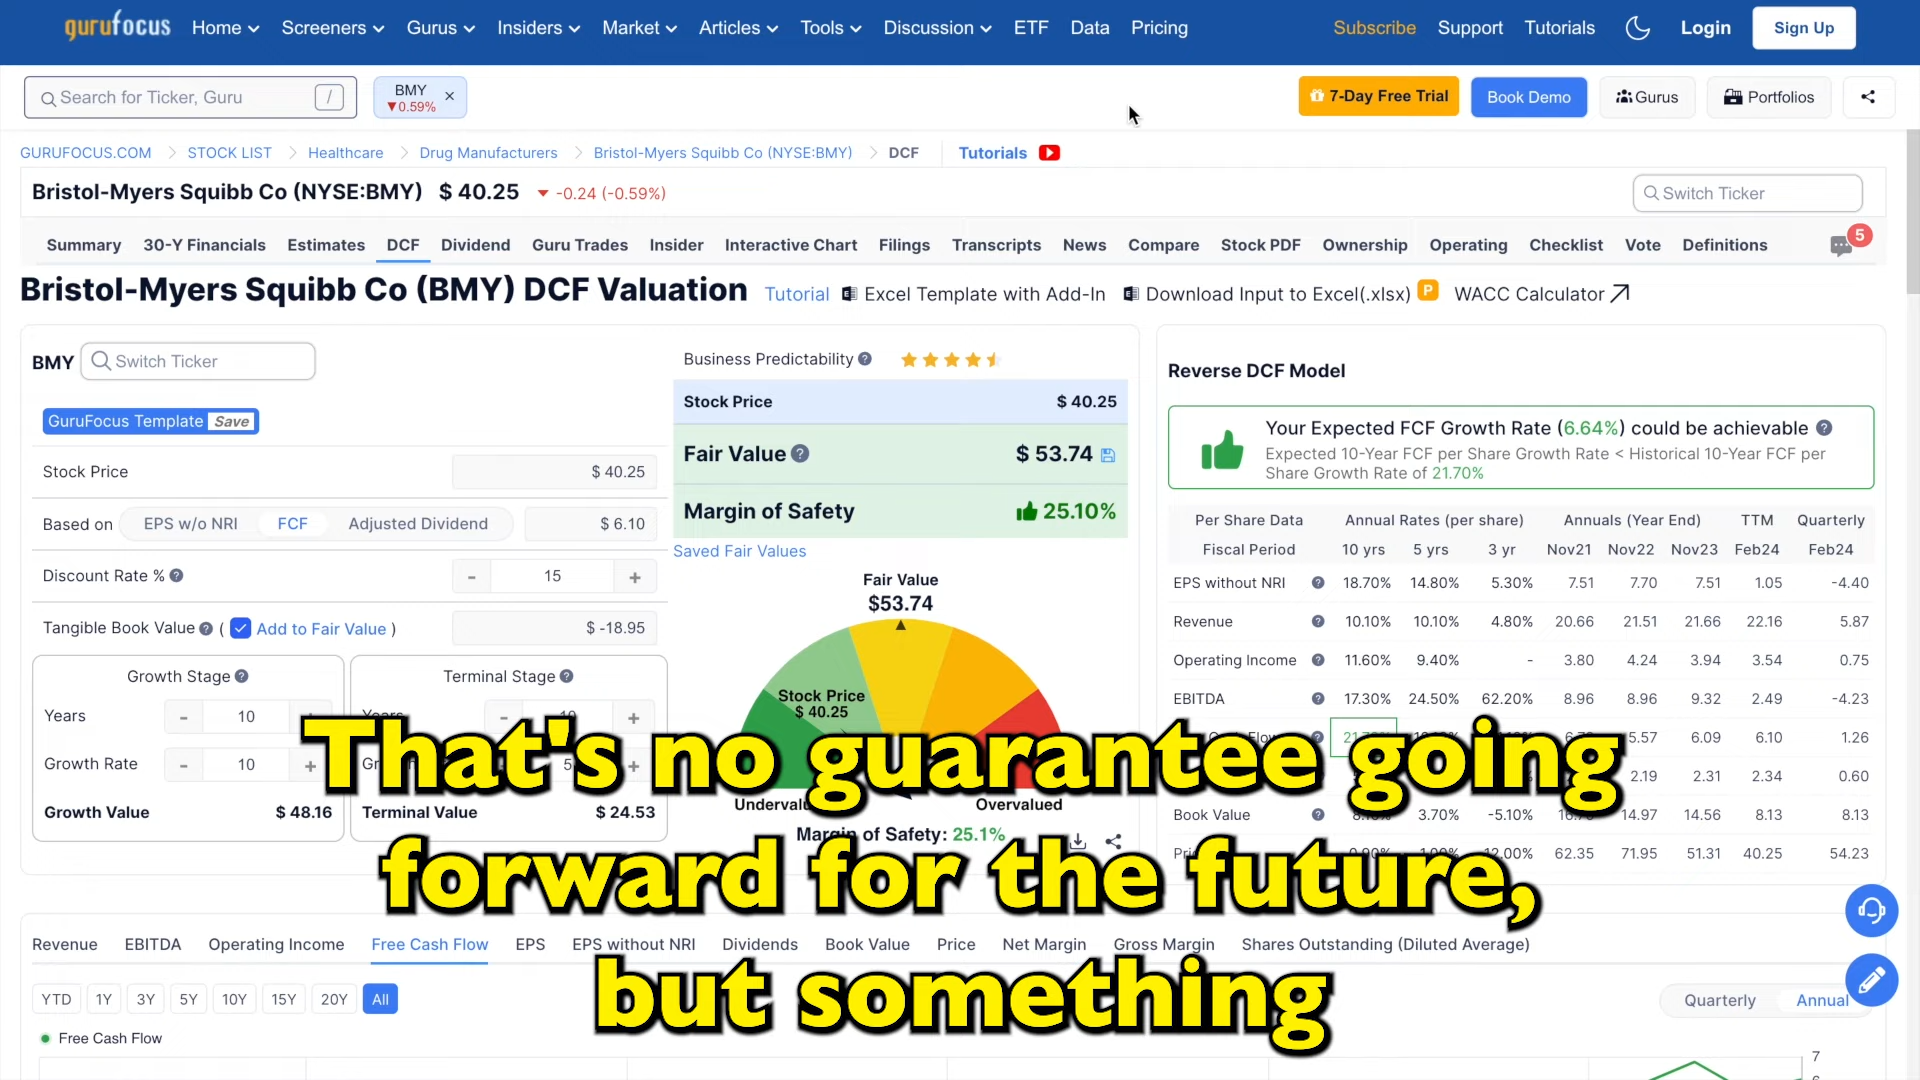 gurufocus Home Screeners Gurus Insiders Market Articles Tools Discussion ETF Data Pricing Subscribe Support Tutorials Login Sign Up
Search for Ticker, Guru / BMY 0.59% × 7-Day Free Trial Book Demo Gurus Portfolios
GURUFOCUS.COM STOCK LIST Healthcare Drug Manufacturers Bristol-Myers Squibb Co (NYSE:BMY) DCF Tutorials
Bristol-Myers Squibb Co (NYSE:BMY) $ 40.25 -0.24 (-0.59%) Switch Ticker
Summary 30-Y Financials Estimates DCF Dividend Guru Trades Insider Interactive Chart Filings Transcripts News Compare Stock PDF Ownership Operating Checklist Vote Definitions 5
Bristol-Myers Squibb Co (BMY) DCF Valuation Tutorial Excel Template with Add-In Download Input to Excel(.xlsx) P WACC Calculator
BMY Switch Ticker
GuruFocus Template Save
Stock Price $ 40.25
Based on EPS w/o NRI FCF Adjusted Dividend $ 6.10
Discount Rate % - 15 +
Tangible Book Value ( Add to Fair Value ) $ -18.95
Growth Stage
Years - 10
Growth Rate - 10 +
Growth Value $ 48.16
Terminal Stage
Years - 10 +
5 +
Terminal Value $ 24.53
Business Predictability
Stock Price $ 40.25
Fair Value $ 53.74
Margin of Safety 25.10%
Saved Fair Values
Fair Value
$53.74
Stock Price
$ 40.25
Overvalued
Margin of Safety: 25.1%
Reverse DCF Model
Your Expected FCF Growth Rate (6.64%) could be achievable
Expected 10-Year FCF per Share Growth Rate < Historical 10-Year FCF per
Share Growth Rate of 21.70%
Per Share Data Annual Rates (per share) Annuals (Year End) TTM Quarterly
Fiscal Period 10 yrs 5 yrs 3 yr Nov21 Nov22 Nov23 Feb24 Feb24
EPS without NRI 18.70% 14.80% 5.30% 7.51 7.70 7.51 1.05 -4.40
Revenue 10.10% 10.10% 4.80% 20.66 21.51 21.66 22.16 5.87
Operating Income 11.60% 9.40% - 3.80 4.24 3.94 3.54 0.75
EBITDA 17.30% 24.50% 62.20% 8.96 8.96 9.32 2.49 -4.23
5.57 6.09 6.10 1.26
2.19 2.31 2.34 0.60
Book Value 3.70% -5.10% 14.97 14.56 8.13 8.13
62.35 71.95 51.31 40.25 54.23
That's no guarantee going
forward for the future,
but something
Revenue EBITDA Operating Income Free Cash Flow EPS EPS without NRI Dividends Book Value Price Net Margin Gross Margin Shares Outstanding (Diluted Average)
YTD 1Y 3Y 5Y 10Y 15Y 20Y All Quarterly Annual
Free Cash Flow
7